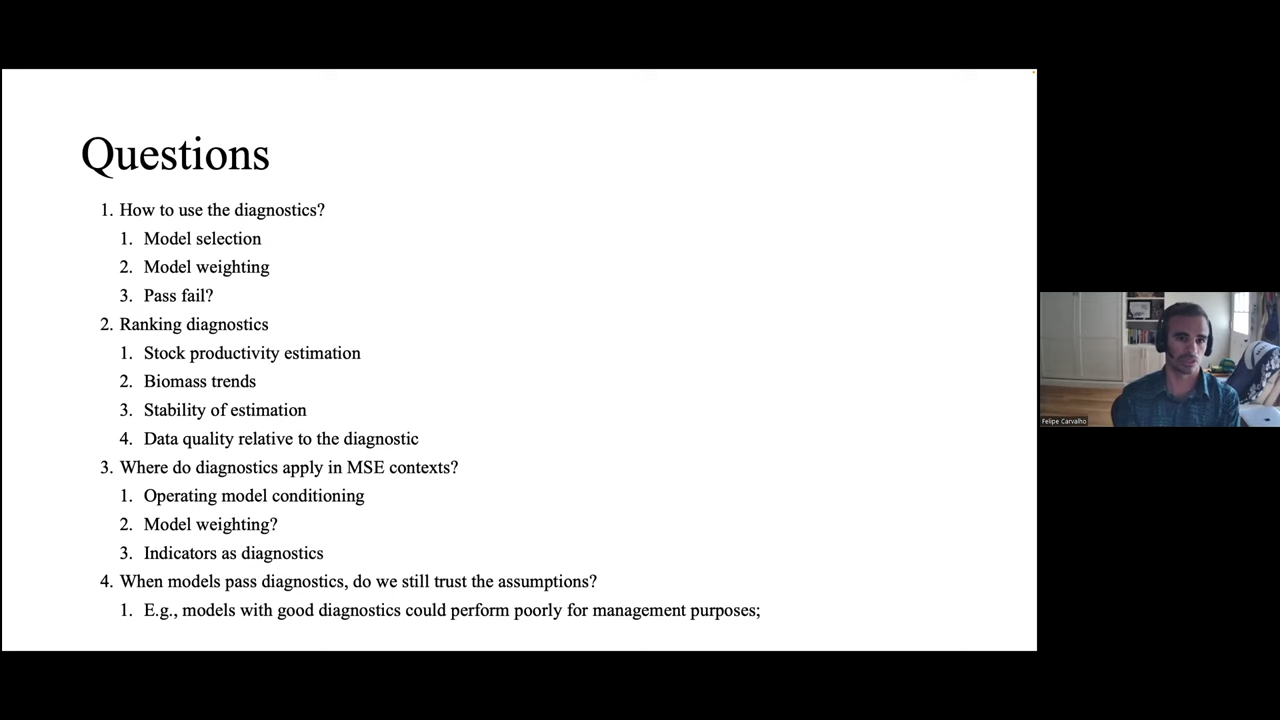 Questions
1. How to use the diagnostics?
1. Model selection
2. Model weighting
3. Pass fail?
2. Ranking diagnostics
1. Stock productivity estimation
2. Biomass trends
3. Stability of estimation
4. Data quality relative to the diagnostic
3. Where do diagnostics apply in MSE contexts?
1. Operating model conditioning
2. Model weighting?
3. Indicators as diagnostics
4. When models pass diagnostics, do we still trust the assumptions?
1. E.g., models with good diagnostics could perform poorly for management purposes;
Felipe Carvalho